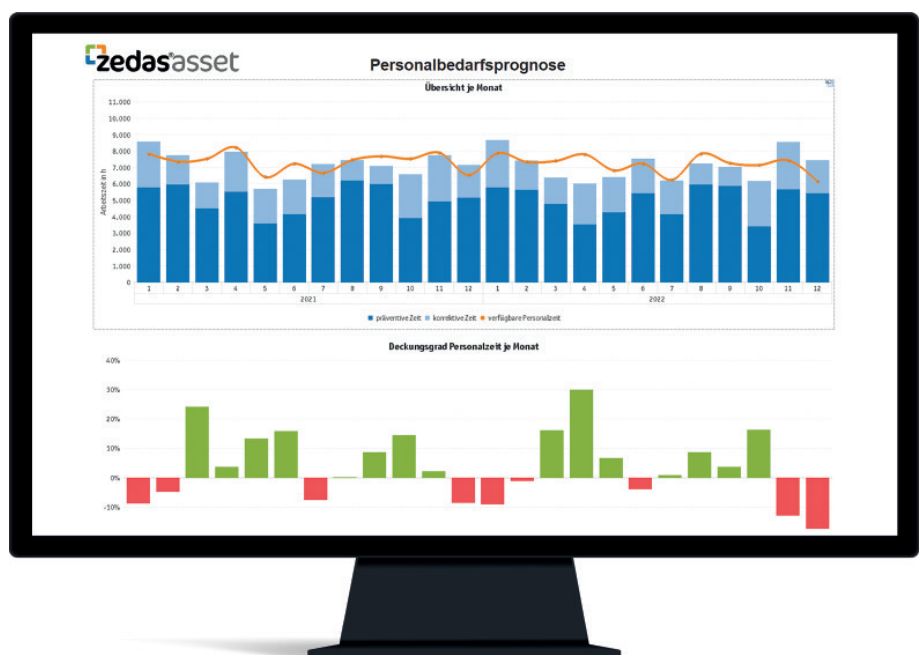 zedas®asset
Personalbedarfsprognose
Übersicht je Monat
11.000
10.000
9.000
8.000
7.000
6.000
5.000
4.000
3.000
2.000
1.000
0
Arbeitszeit in h
1 2 3 4 5 6 7 8 9 10 11 12 1 2 3 4 5 6 7 8 9 10 11 12
2021 2022
präventive Zeit korrektive Zeit verfügbare Personalzeit
Deckungsgrad Personalzeit je Monat
40%
30%
20%
10%
0%
-10%